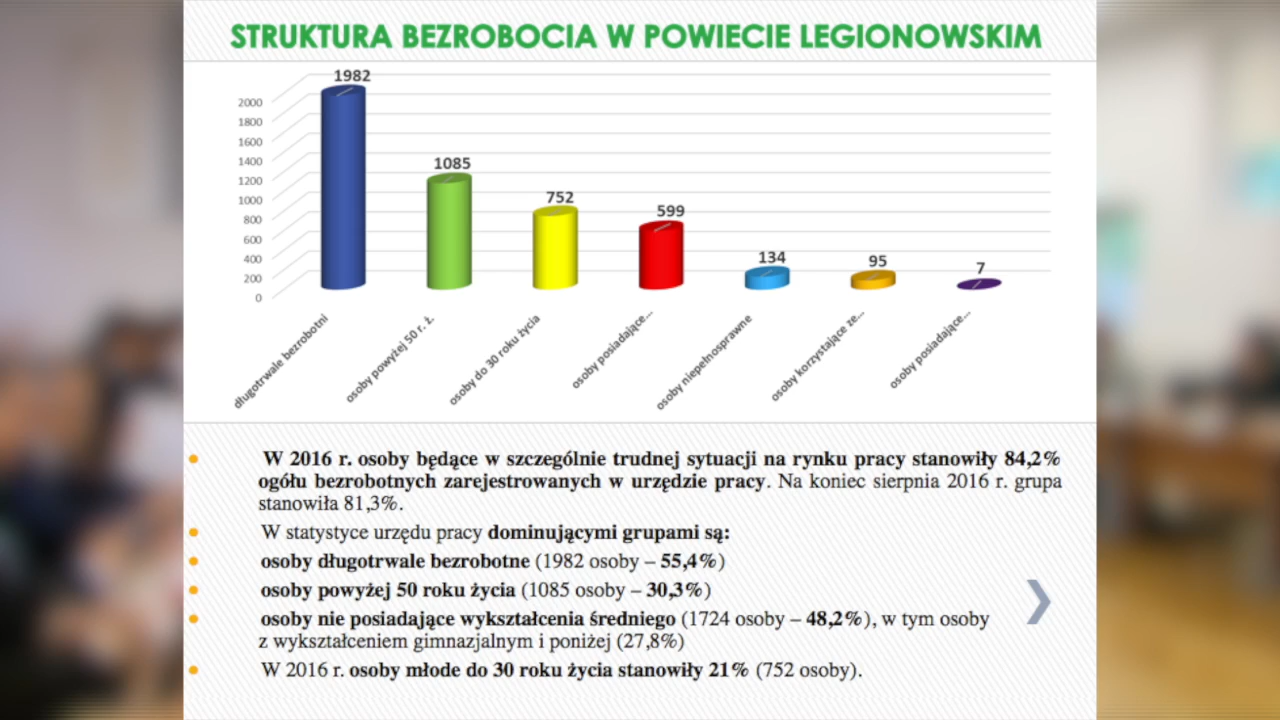 STRUKTURA BEZROBOCIA W POWIECIE LEGIONOWSKIM
1982
1085
752
599
134
95
7
2000
1800
1600
1400
1200
1000
800
600
400
200
0
długotrwale bezrobotni
osoby powyżej 50 r. ż.
osoby do 30 roku życia
osoby posiadające...
osoby niepełnosprawne
osoby korzystające ze...
osoby posiadające...
W 2016 r. osoby będące w szczególnie trudnej sytuacji na rynku pracy stanowiły 84,2%
ogółu bezrobotnych zarejestrowanych w urzędzie pracy. Na koniec sierpnia 2016 r. grupa
stanowiła 81,3%.
W statystyce urzędu pracy dominującymi grupami są:
osoby długotrwale bezrobotne (1982 osoby – 55,4%)
osoby powyżej 50 roku życia (1085 osoby – 30,3%)
osoby nie posiadające wykształcenia średniego (1724 osoby – 48,2%), w tym osoby
z wykształceniem gimnazjalnym i poniżej (27,8%)
W 2016 r. osoby młode do 30 roku życia stanowiły 21% (752 osoby).